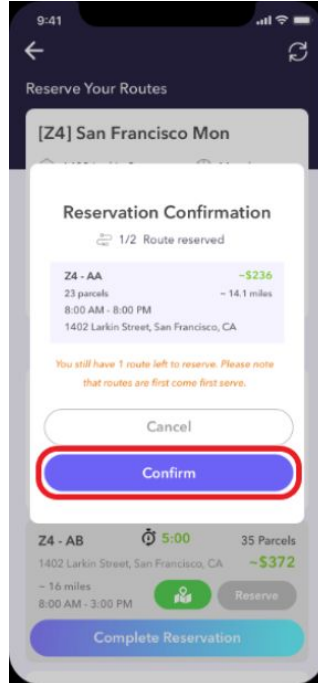 9:41
Reserve Your Routes
[Z4] San Francisco Mon
Reservation Confirmation
1/2 Route reserved
Z4 - AA ~$236
23 parcels ~ 14.1 miles
8:00 AM - 8:00 PM
1402 Larkin Street, San Francisco, CA
You still have 1 route left to reserve. Please note
that routes are first come first serve.
Cancel
Confirm
Z4 - AB 5:00 35 Parcels
1402 Larkin Street, San Francisco, CA ~$372
~ 16 miles
8:00 AM - 3:00 PM Reserve
Complete Reservation